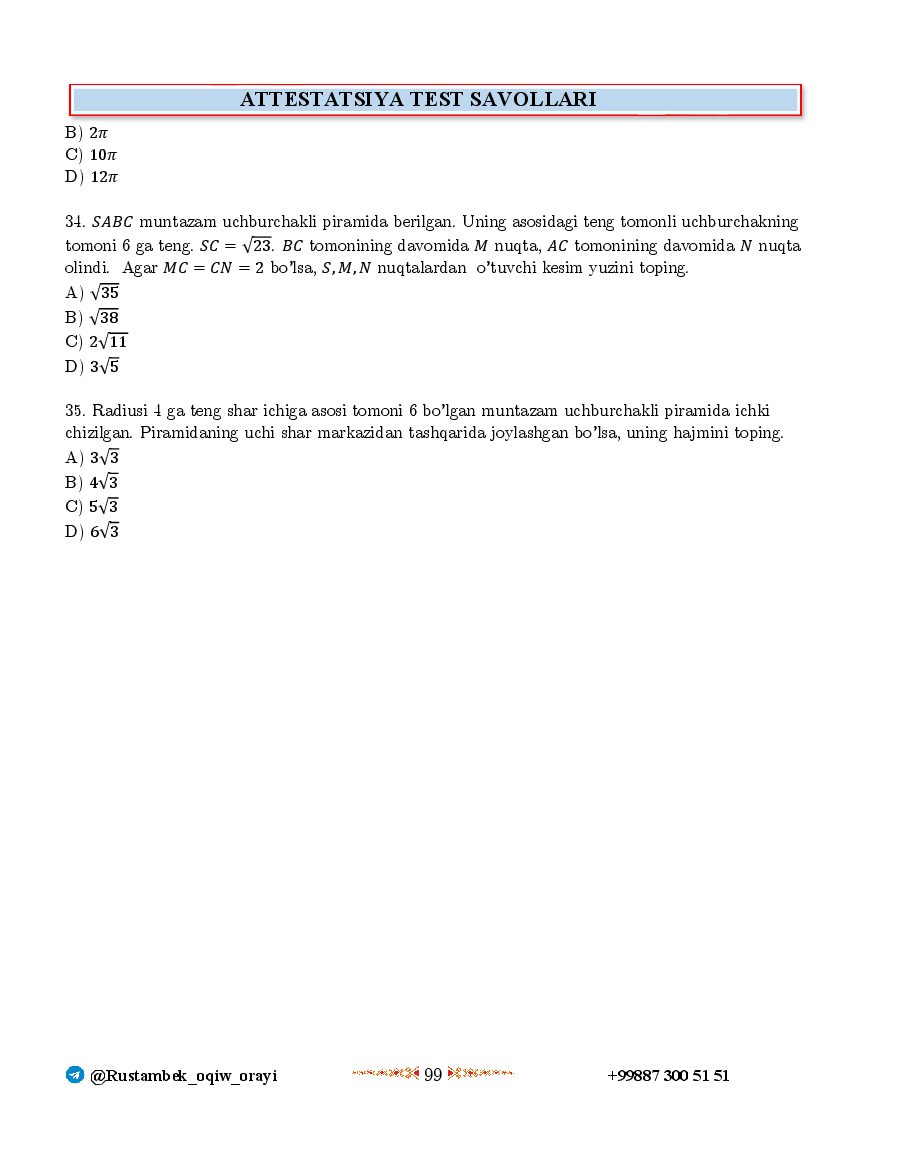 ATTESTATSIYA TEST SAVOLLARI
B) 2π
C) 10π
D) 12π
34. SABC muntazam uchburchakli piramida berilgan. Uning asosidagi teng tomonli uchburchakning
tomoni 6 ga teng. SC = √23. BC tomonining davomida M nuqta, AC tomonining davomida N nuqta
olindi. Agar MC = CN = 2 bo’lsa, S, M, N nuqtalardan o’tuvchi kesim yuzini toping.
A) √35
B) √38
C) 2√11
D) 3√5
35. Radiusi 4 ga teng shar ichiga asosi tomoni 6 bo’lgan muntazam uchburchakli piramida ichki
chizilgan. Piramidaning uchi shar markazidan tashqarida joylashgan bo’lsa, uning hajmini toping.
A) 3√3
B) 4√3
C) 5√3
D) 6√3
@Rustambek_oqiw_orayi 99 +99887 300 51 51